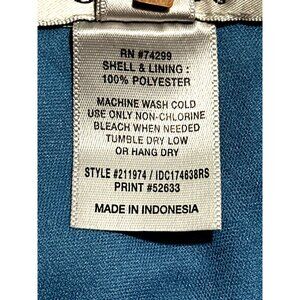 RN #74299
SHELL & LINING :
100% POLYESTER
MACHINE WASH COLD
USE ONLY NON-CHLORINE
BLEACH WHEN NEEDED
TUMBLE DRY LOW
OR HANG DRY
STYLE #211974 / IDC174638RS
PRINT #52633
MADE IN INDONESIA